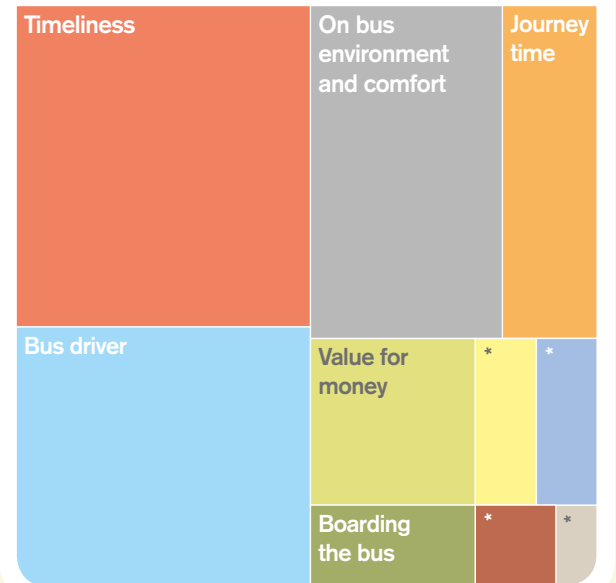 Timeliness
On bus
environment
and comfort
Journey
time
Bus driver
Value for
money
*
*
Boarding
the bus
*
*